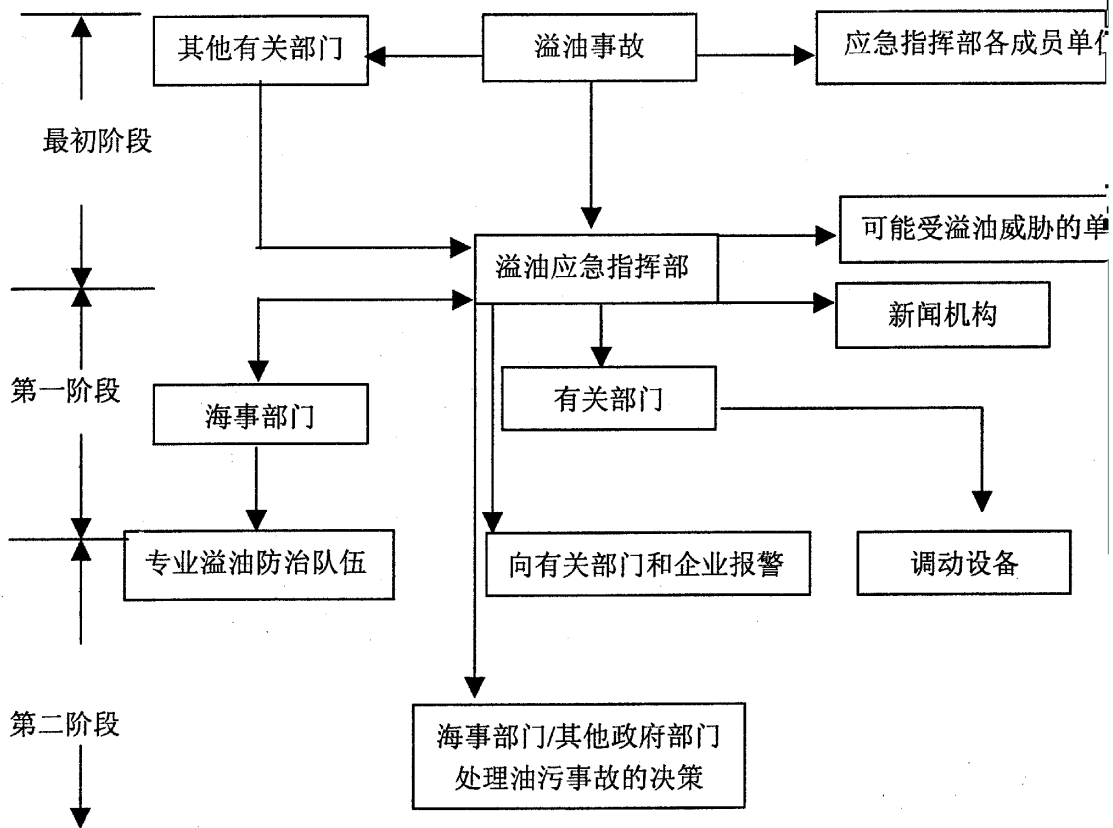 其他有关部门
溢油事故
应急指挥部各成员单
最初阶段
可能受溢油威胁的单
溢油应急指挥部
新闻机构
第一阶段
海事部门
有关部门
专业溢油防治队伍
向有关部门和企业报警
调动设备
第二阶段
海事部门/其他政府部门
处理油污事故的决策